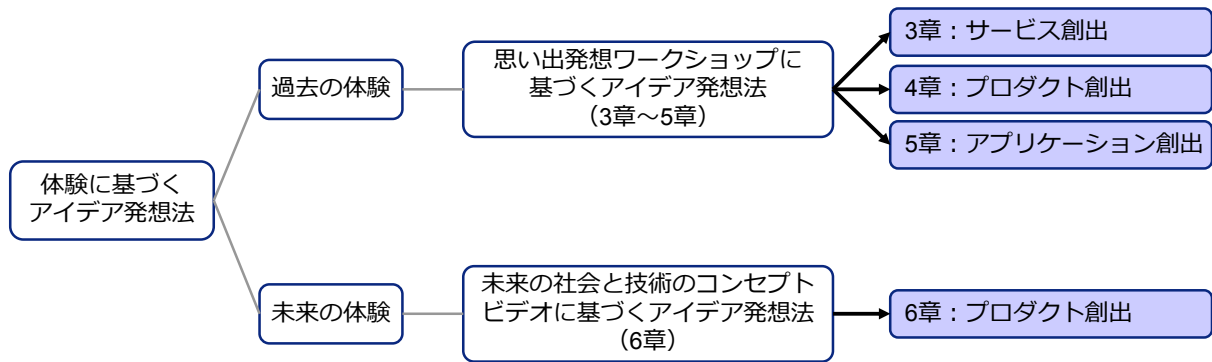 体験に基づく
アイデア発想法
過去の体験
思い出発想ワークショップに
基づくアイデア発想法
(3章～5章)
3章：サービス創出
4章：プロダクト創出
5章：アプリケーション創出
未来の体験
未来の社会と技術のコンセプト
ビデオに基づくアイデア発想法
(6章)
6章：プロダクト創出